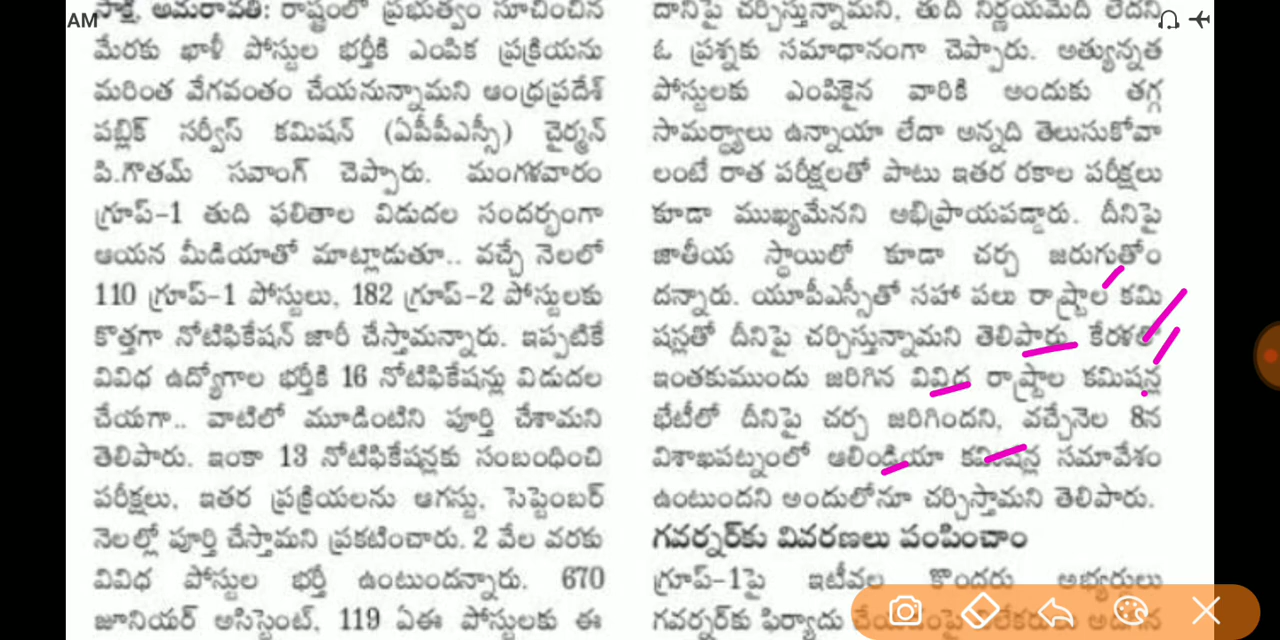 AM
సాక్షి, అమరావతి: రాష్ట్రంలో ప్రభుత్వం సూచించిన
మేరకు ఖాళీ పోస్టుల భర్తీకి ఎంపిక ప్రక్రియను
మరింత వేగవంతం చేయనున్నామని ఆంధ్రప్రదేశ్
పబ్లిక్ సర్వీస్ కమిషన్ (ఏపీపీఎస్సీ) చైర్మన్
పి.గౌతమ్ సవాంగ్ చెప్పారు. మంగళవారం
గ్రూప్-1 తుది ఫలితాల విడుదల సందర్భంగా
ఆయన మీడియాతో మాట్లాడుతూ.. వచ్చే నెలలో
110 గ్రూప్-1 పోస్టులు, 182 గ్రూప్-2 పోస్టులకు
కొత్తగా నోటిఫికేషన్ జారీ చేస్తామన్నారు. ఇప్పటికే
వివిధ ఉద్యోగాల భర్తీకి 16 నోటిఫికేషన్లు విడుదల
చేయగా.. వాటిలో మూడింటిని పూర్తి చేశామని
తెలిపారు. ఇంకా 13 నోటిఫికేషన్లకు సంబంధించి
పరీక్షలు, ఇతర ప్రక్రియలను ఆగస్టు, సెప్టెంబర్
నెలల్లో పూర్తి చేస్తామని ప్రకటించారు. 2 వేల వరకు
వివిధ పోస్టుల భర్తీ ఉంటుందన్నారు. 670
జూనియర్ అసిస్టెంట్, 119 ఏఈ పోస్టులకు ఈ
దానిపై చర్చిస్తున్నామని, తుది నిర్ణయమేదీ లేదని
ఓ ప్రశ్నకు సమాధానంగా చెప్పారు. అత్యున్నత
పోస్టులకు ఎంపికైన వారికి అందుకు తగ్గ
సామర్థ్యాలు ఉన్నాయా లేదా అన్నది తెలుసుకోవా
లంటే రాత పరీక్షలతో పాటు ఇతర రకాల పరీక్షలు
కూడా ముఖ్యమేనని అభిప్రాయపడ్డారు. దీనిపై
జాతీయ స్థాయిలో కూడా చర్చ జరుగుతోం
దన్నారు. యూపీఎస్సీతో సహా పలు రాష్ట్రాల కమి
షన్లతో దీనిపై చర్చిస్తున్నామని తెలిపారు. కేరళలో
ఇంతకుముందు జరిగిన వివిధ రాష్ట్రాల కమిషన్ల
భేటీలో దీనిపై చర్చ జరిగిందని, వచ్చేనెల 8న
విశాఖపట్నంలో ఆలిండియా కమిషన్ల సమావేశం
ఉంటుందని అందులోనూ చర్చిస్తామని తెలిపారు.
గవర్నర్‌కు వివరణలు పంపించాం
గ్రూప్-1పై ఇటీవల కొందరు అభ్యర్థులు
గవర్నర్‌కు ఫిర్యాదు